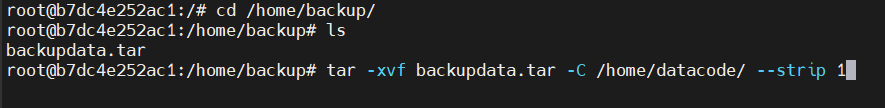 root@b7dc4e252ac1:/# cd /home/backup/
root@b7dc4e252ac1:/home/backup# ls
backupdata.tar
root@b7dc4e252ac1:/home/backup# tar -xvf backupdata.tar -C /home/datacode/ --strip 1